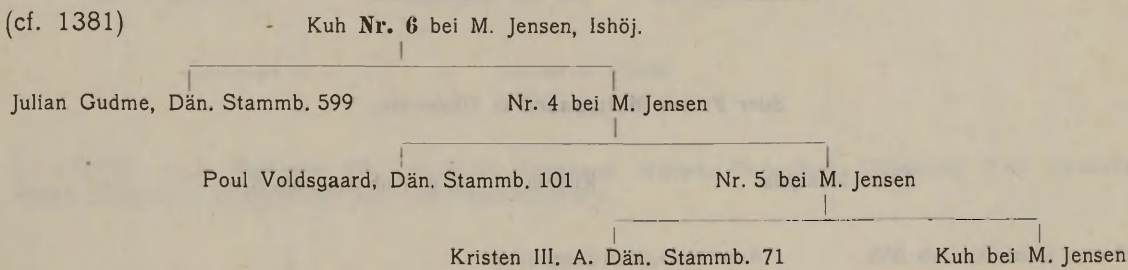 (cf. 1381) - Kuh Nr. 6 bei M. Jensen, Ishöj.
Julian Gudme, Dän. Stammb. 599 Nr. 4 bei M. Jensen
Poul Voldsgaard, Dän. Stammb. 101 Nr. 5 bei M. Jensen
Kristen III. A. Dän. Stammb. 71 Kuh bei M. Jensen